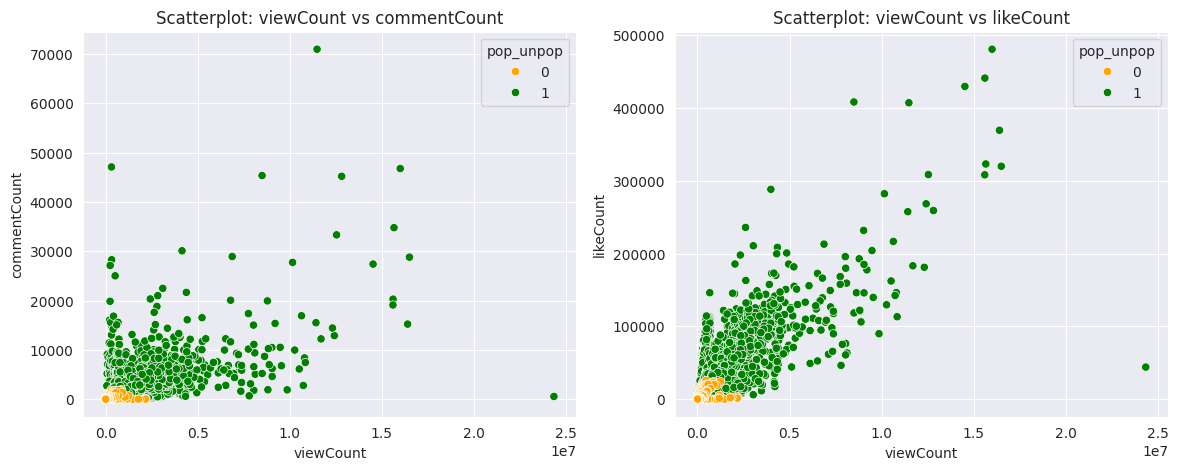 Scatterplot: viewCount vs commentCount
pop_unpop
0
1
70000
60000
50000
40000
30000
20000
10000
0
commentCount
0.0 0.5 1.0 1.5 2.0 2.5
1e7
viewCount
Scatterplot: viewCount vs likeCount
pop_unpop
0
1
500000
400000
300000
200000
100000
0
likeCount
0.0 0.5 1.0 1.5 2.0 2.5
1e7
viewCount